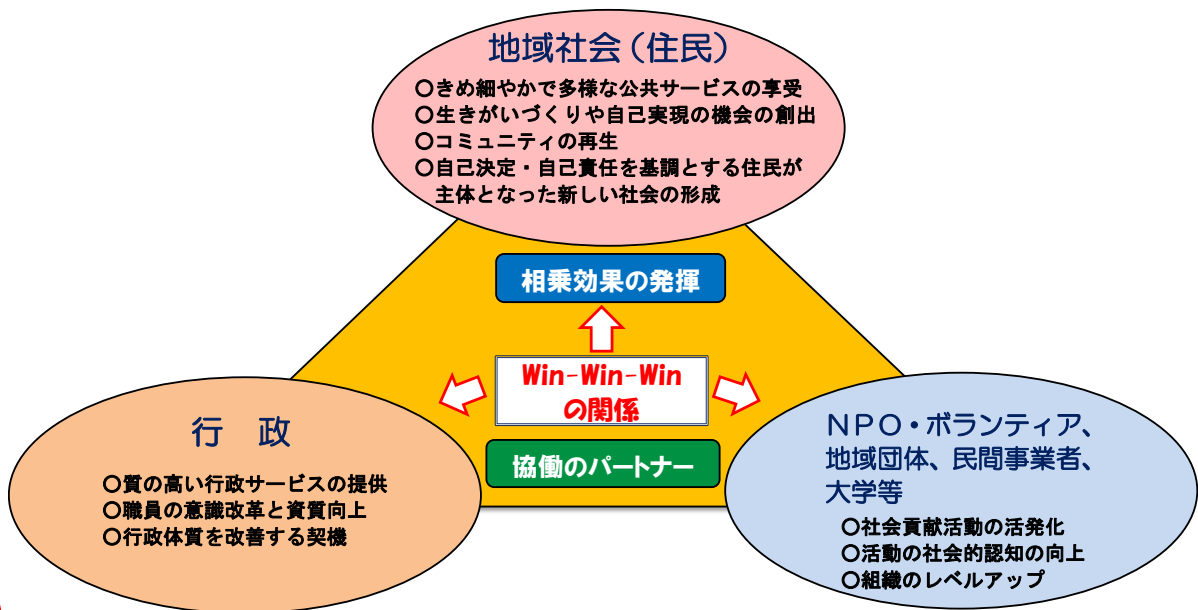 地域社会(住民)
〇きめ細やかで多様な公共サービスの享受
〇生きがいづくりや自己実現の機会の創出
〇コミュニティの再生
〇自己決定・自己責任を基調とする住民が
主体となった新しい社会の形成
相乗効果の発揮
Win-Win-Win
の関係
協働のパートナー
行　政
〇質の高い行政サービスの提供
〇職員の意識改革と資質向上
〇行政体質を改善する契機
NPO・ボランティア、
地域団体、民間事業者、
大学等
〇社会貢献活動の活発化
〇活動の社会的認知の向上
〇組織のレベルアップ